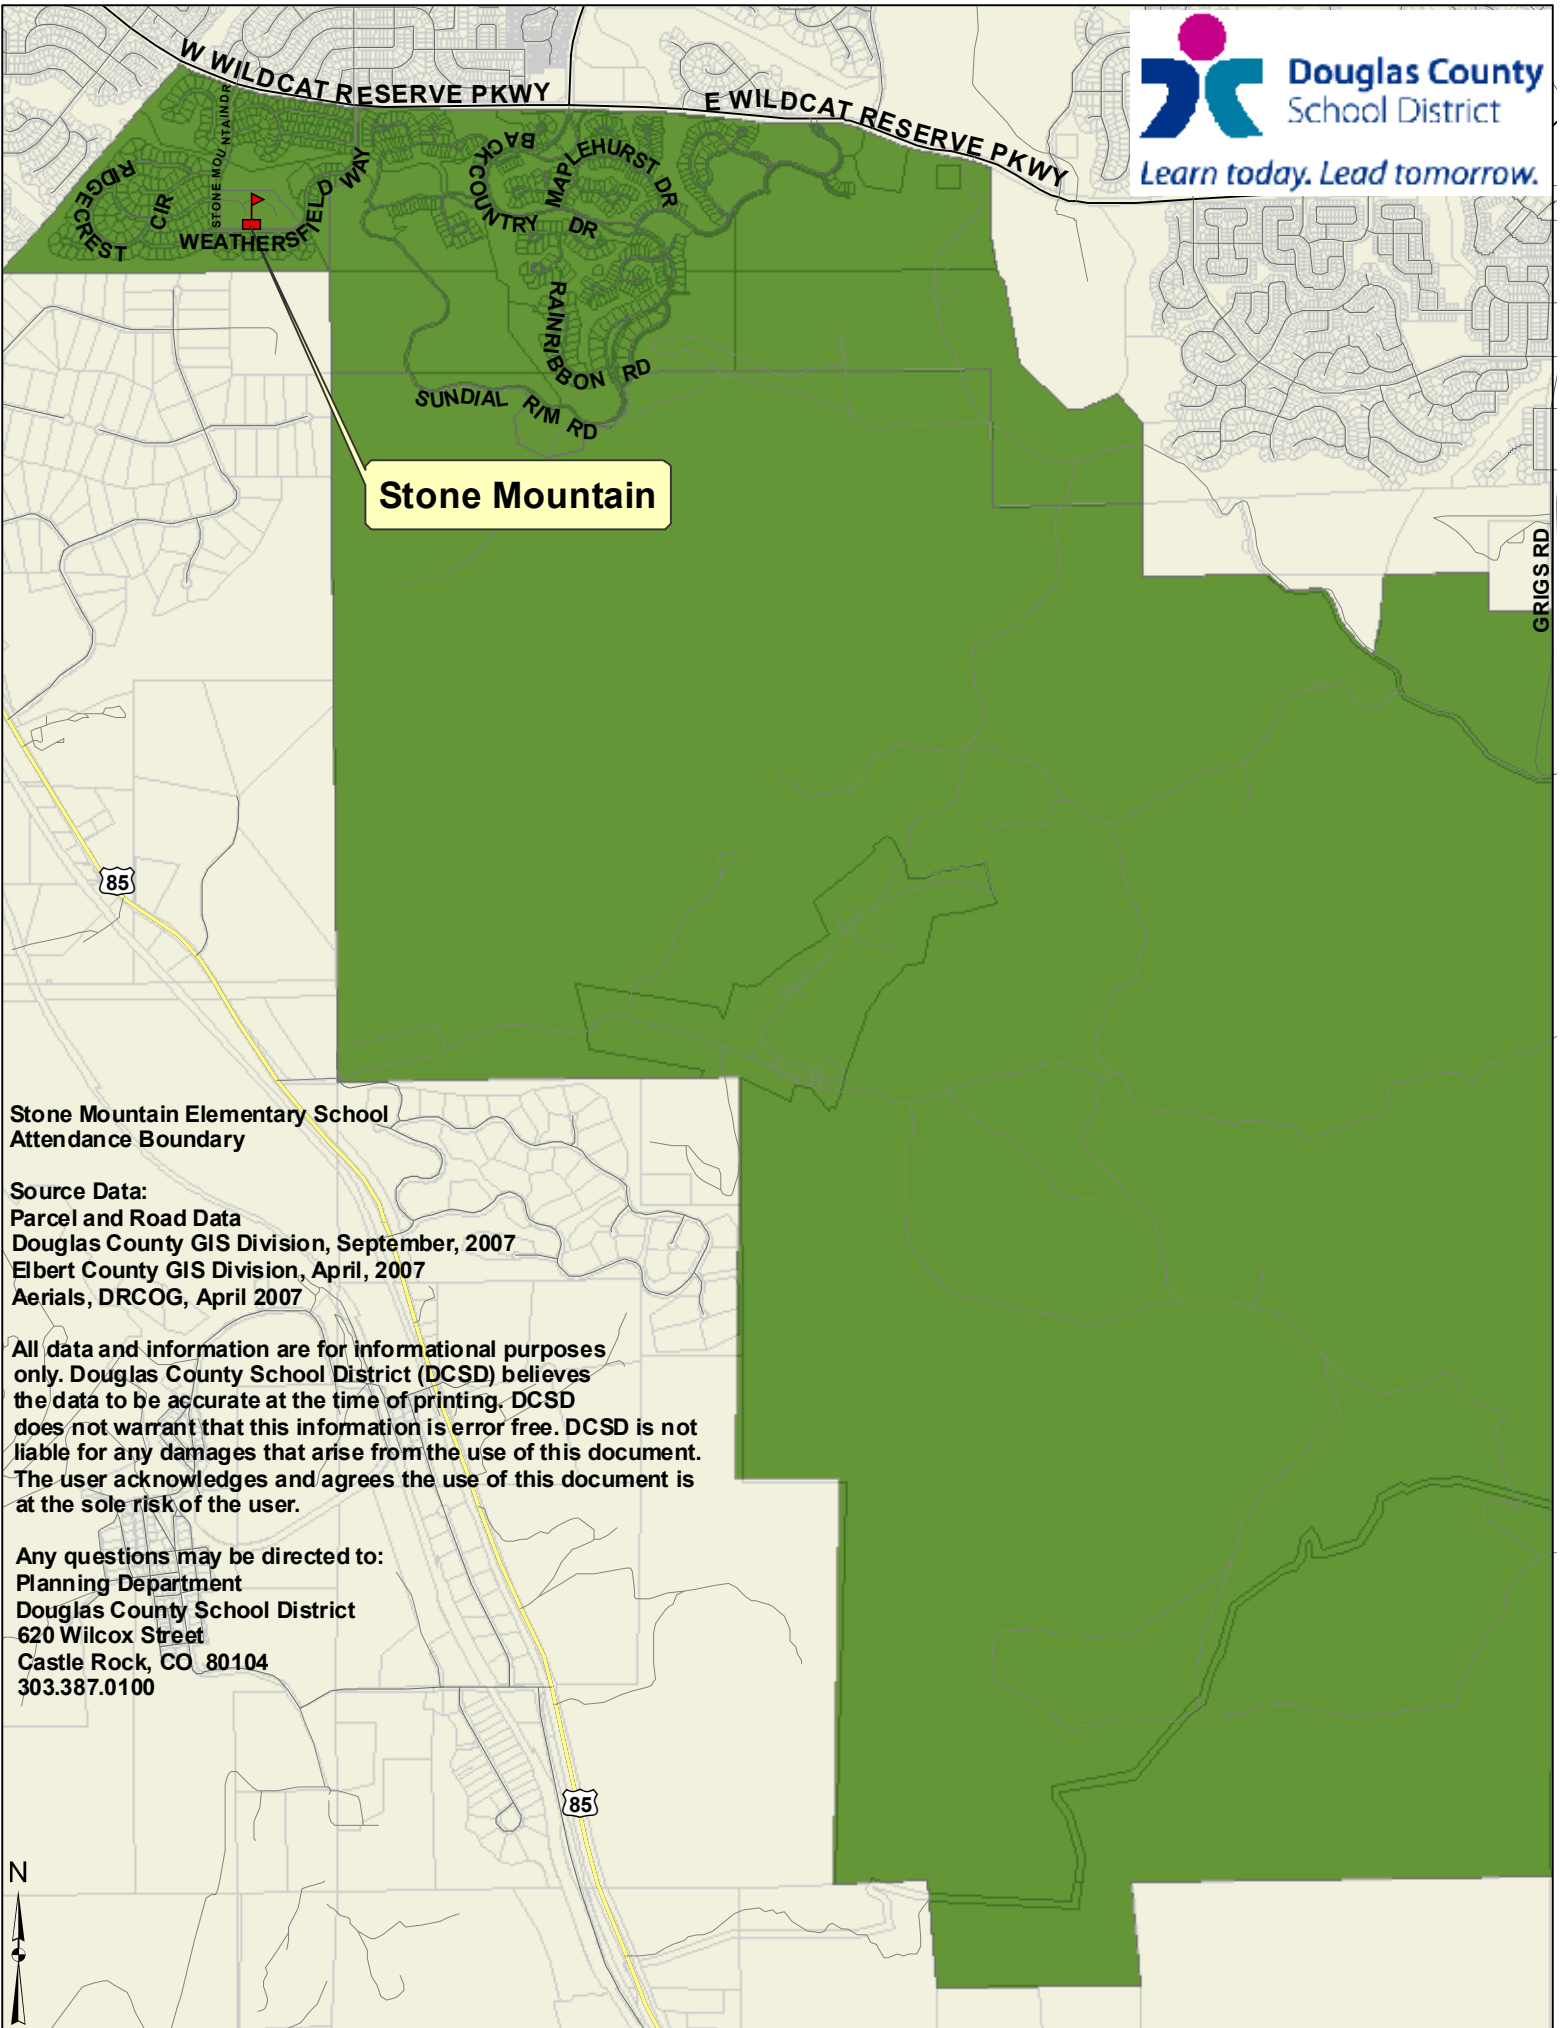 W WILDCAT RESERVE PKWY
E WILDCAT RESERVE PKWY
Douglas County
School District
Learn today. Lead tomorrow.
STONE MOUNTAIN DR
RIDGECREST CIR
WEATHERSFIELD WAY
BACKCOUNTRY DR
MAPLEHURST DR
RAINRIBBON RD
SUNDIAL RIM RD
Stone Mountain
GRIGS RD
85
Stone Mountain Elementary School
Attendance Boundary
Source Data:
Parcel and Road Data
Douglas County GIS Division, September, 2007
Elbert County GIS Division, April, 2007
Aerials, DRCOG, April 2007
All data and information are for informational purposes
only. Douglas County School District (DCSD) believes
the data to be accurate at the time of printing. DCSD
does not warrant that this information is error free. DCSD is not
liable for any damages that arise from the use of this document.
The user acknowledges and agrees the use of this document is
at the sole risk of the user.
Any questions may be directed to:
Planning Department
Douglas County School District
620 Wilcox Street
Castle Rock, CO 80104
303.387.0100
85
N